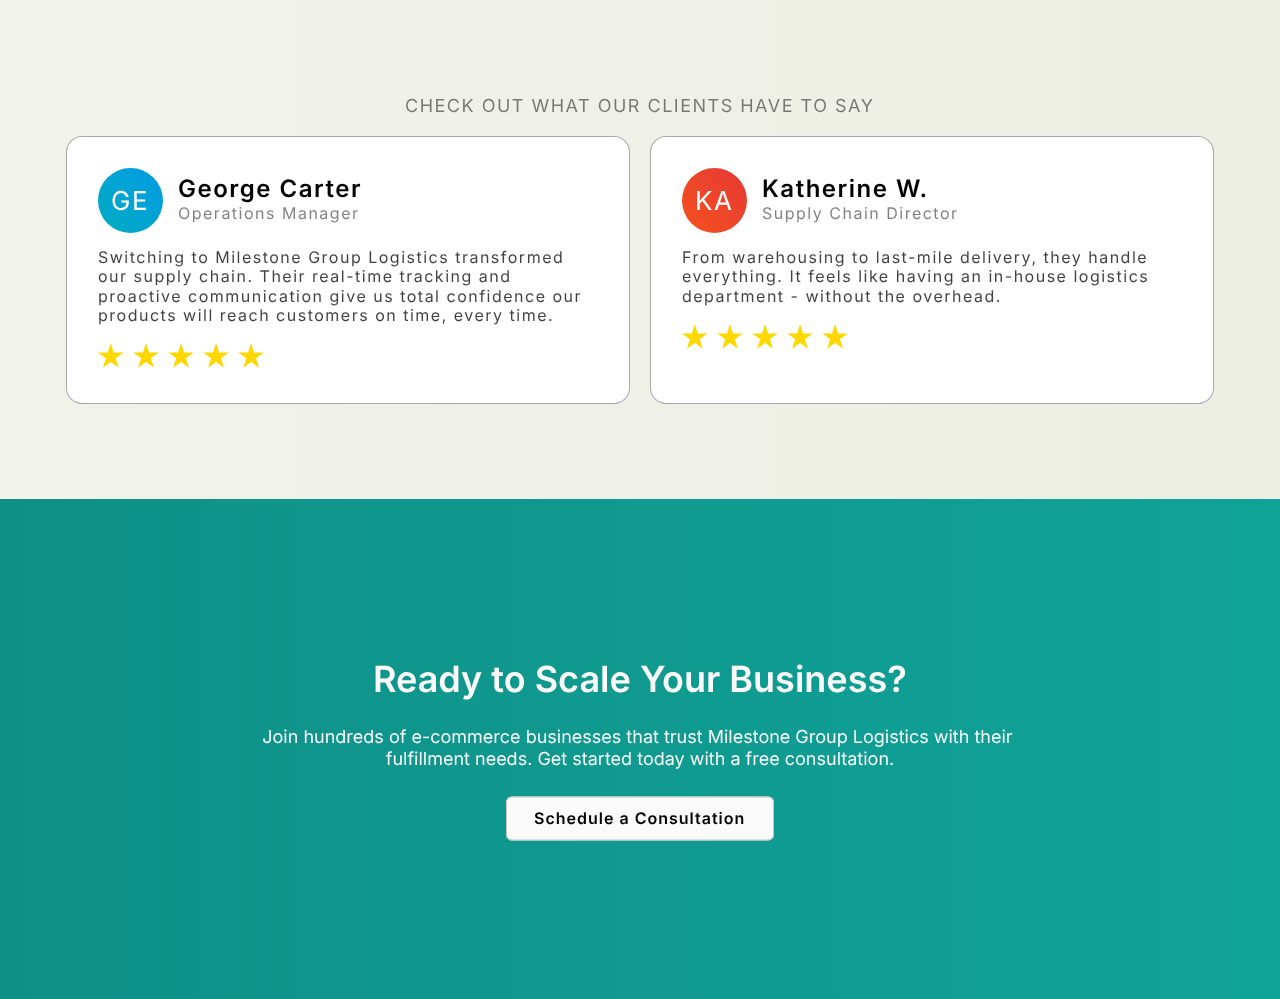 CHECK OUT WHAT OUR CLIENTS HAVE TO SAY
GE
George Carter
Operations Manager
Switching to Milestone Group Logistics transformed
our supply chain. Their real-time tracking and
proactive communication give us total confidence our
products will reach customers on time, every time.
KA
Katherine W.
Supply Chain Director
From warehousing to last-mile delivery, they handle
everything. It feels like having an in-house logistics
department - without the overhead.
Ready to Scale Your Business?
Join hundreds of e-commerce businesses that trust Milestone Group Logistics with their
fulfillment needs. Get started today with a free consultation.
Schedule a Consultation